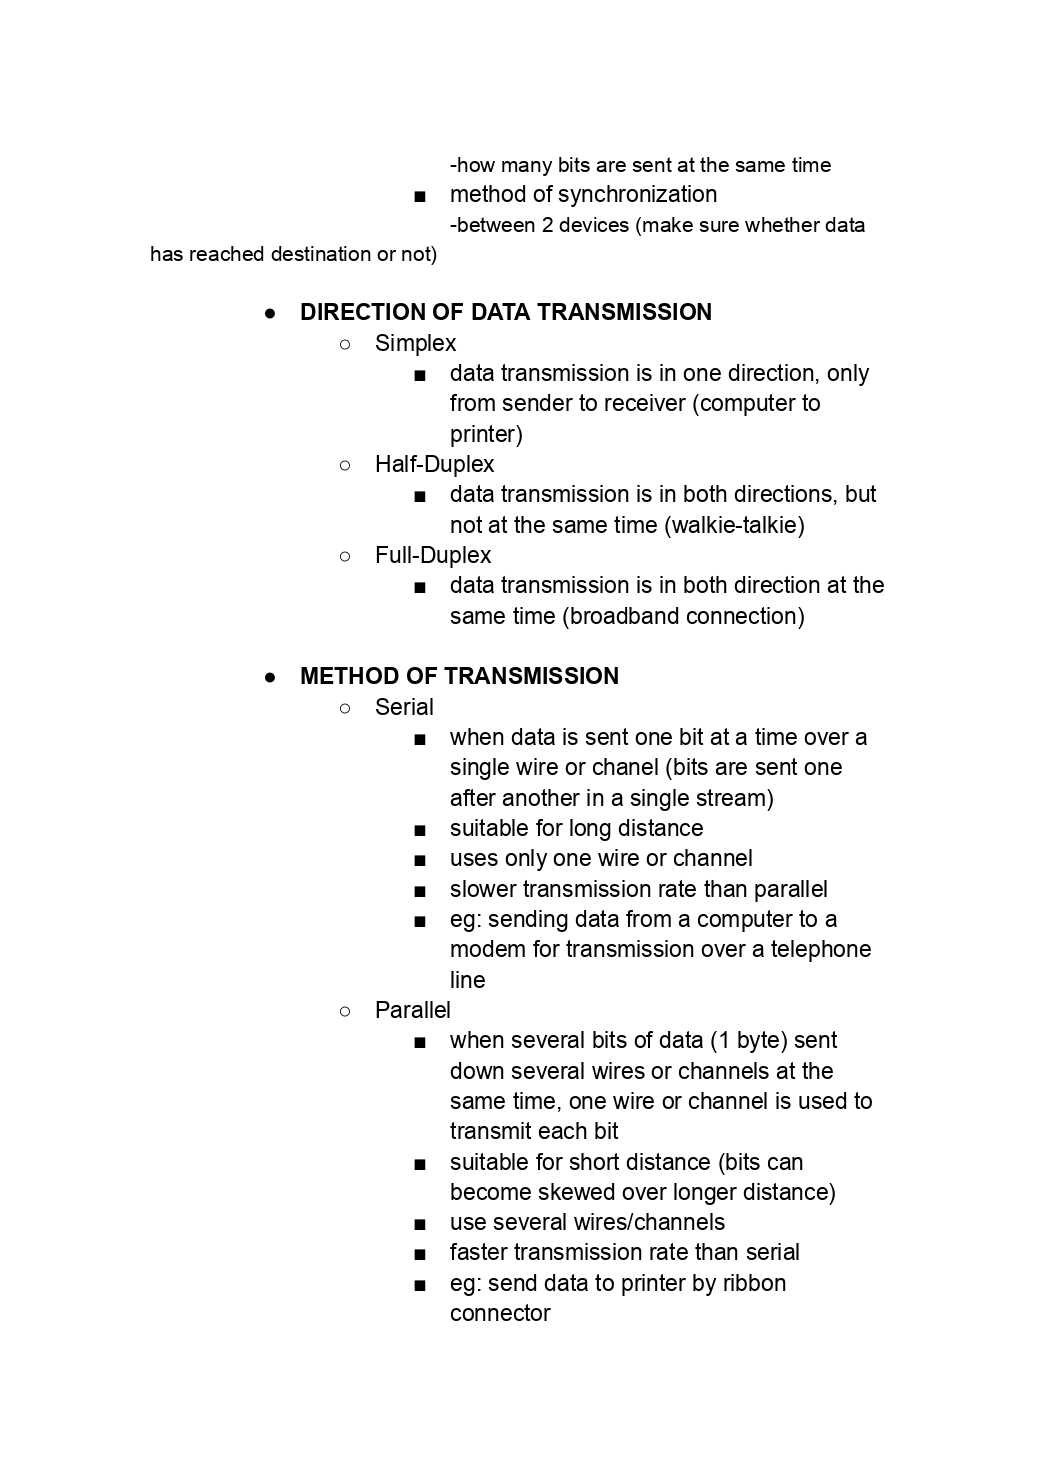 -how many bits are sent at the same time
■ method of synchronization
-between 2 devices (make sure whether data
has reached destination or not)
● DIRECTION OF DATA TRANSMISSION
○ Simplex
■ data transmission is in one direction, only
from sender to receiver (computer to
printer)
○ Half-Duplex
■ data transmission is in both directions, but
not at the same time (walkie-talkie)
○ Full-Duplex
■ data transmission is in both direction at the
same time (broadband connection)
● METHOD OF TRANSMISSION
○ Serial
■ when data is sent one bit at a time over a
single wire or chanel (bits are sent one
after another in a single stream)
■ suitable for long distance
■ uses only one wire or channel
■ slower transmission rate than parallel
■ eg: sending data from a computer to a
modem for transmission over a telephone
line
○ Parallel
■ when several bits of data (1 byte) sent
down several wires or channels at the
same time, one wire or channel is used to
transmit each bit
■ suitable for short distance (bits can
become skewed over longer distance)
■ use several wires/channels
■ faster transmission rate than serial
■ eg: send data to printer by ribbon
connector